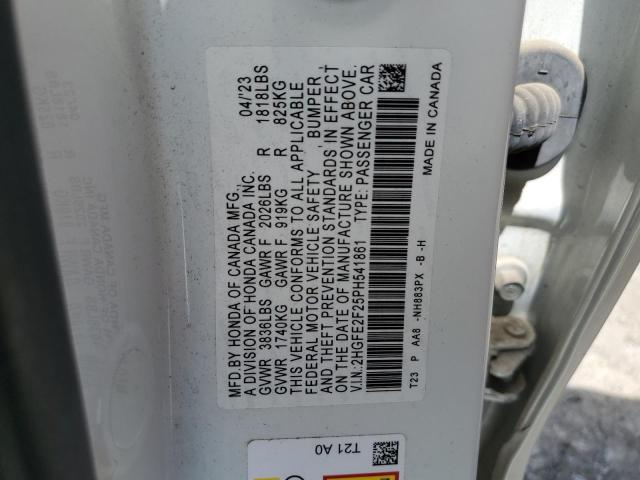 MFD.BY HONDA OF CANADA MFG., 04/'23
A DIVISION OF HONDA CANADA INC.
GVWR 3836LBS GAWR F 2026LBS R 1818LBS
GVWR 1740KG GAWR F 919KG R 825KG
THIS VEHICLE CONFORMS TO ALL APPLICABLE
FEDERAL MOTOR VEHICLE SAFETY, BUMPER,
AND THEFT PREVENTION STANDARDS IN EFFECT
ON THE DATE OF MANUFACTURE SHOWN ABOVE.
V.I.N.:2HGFE2F25PH541861 TYPE: PASSENGER CAR
T23 P AA8 -NH883PX -B -H MADE IN CANADA
T21 A0